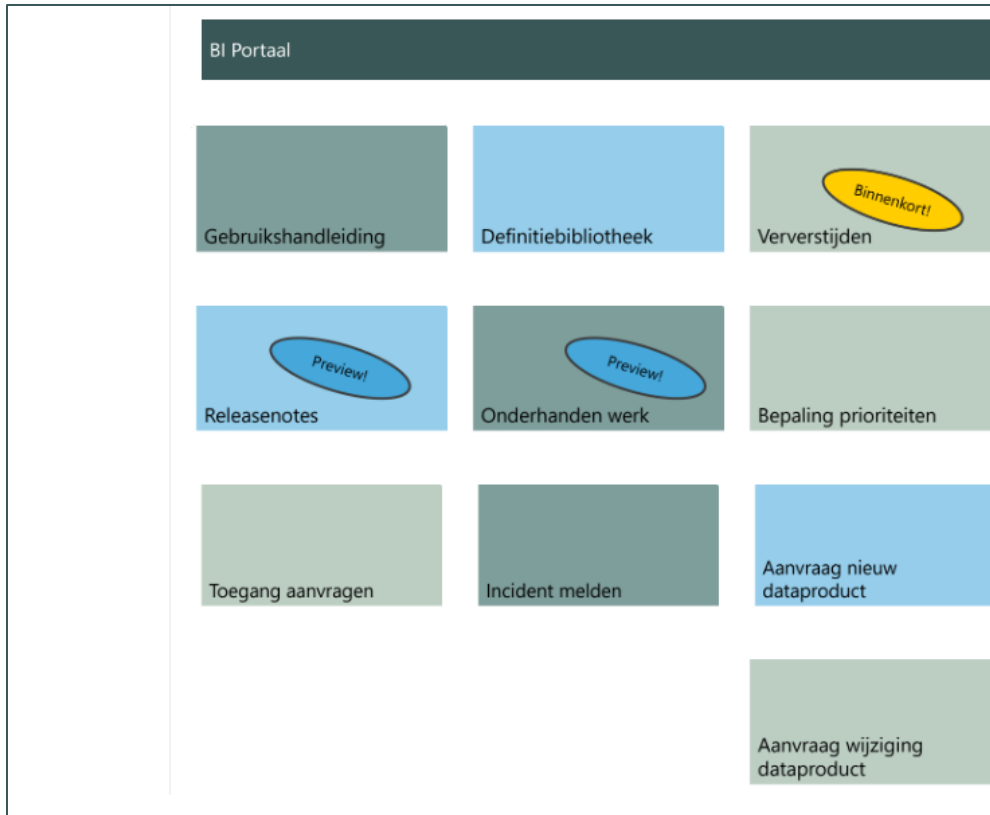 BI Portaal
Gebruikshandleiding
Definitiebibliotheek
Binnenkort!
Ververstijden
Preview!
Releasenotes
Preview!
Onderhanden werk
Bepaling prioriteiten
Toegang aanvragen
Incident melden
Aanvraag nieuw
dataproduct
Aanvraag wijziging
dataproduct